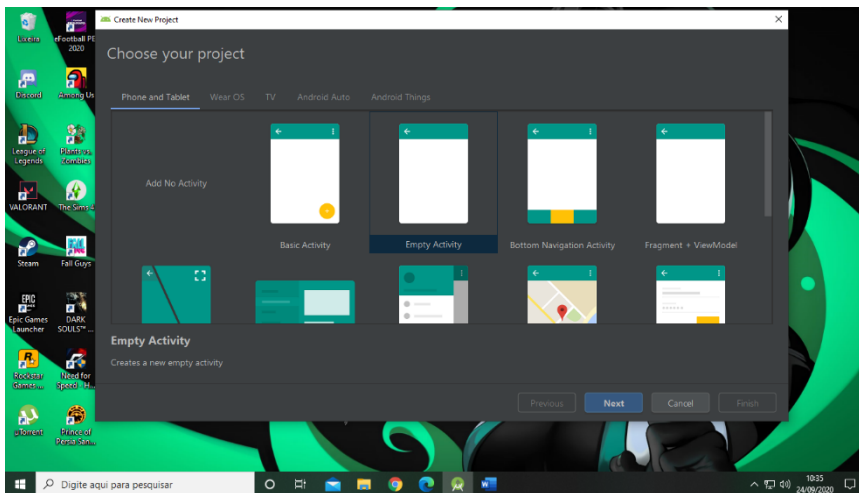 Create New Project
Choose your project
Phone and Tablet
Wear OS
TV
Android Auto
Android Things
Add No Activity
Basic Activity
Empty Activity
Bottom Navigation Activity
Fragment + ViewModel
Empty Activity
Creates a new empty activity
Previous
Next
Cancel
Finish
Lixeira
eFootball PE
2020
Discord
Among Us
League of
Legends
Plants vs.
Zombies
VALORANT
The Sims 4
Steam
Fall Guys
EPIC
Epic Games
Launcher
DARK
SOULS™ ...
Rockstar
Games ...
Need for
Speed - H...
µTorrent
Prince of
Persia San...
Digite aqui para pesquisar
10:35
24/09/2020